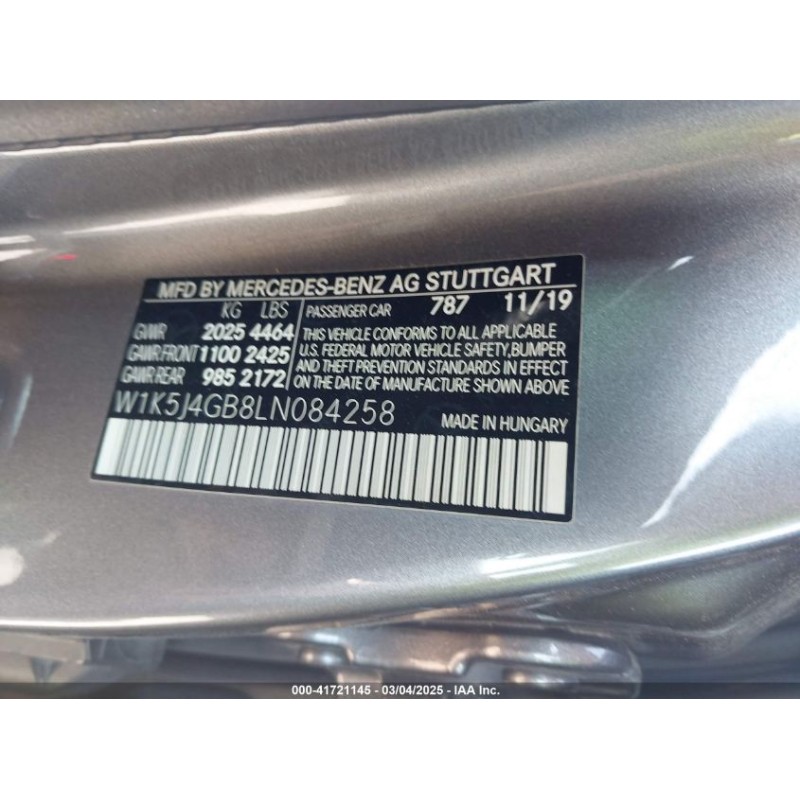 MFD BY MERCEDES-BENZ AG STUTTGART
KG LBS PASSENGER CAR 787 11/19
GVWR 2025 4464 THIS VEHICLE CONFORMS TO ALL APPLICABLE
GAWR FRONT 1100 2425 U.S. FEDERAL MOTOR VEHICLE SAFETY, BUMPER
AND THEFT PREVENTION STANDARDS IN EFFECT
GAWR REAR 985 2172 ON THE DATE OF MANUFACTURE SHOWN ABOVE.
W1K5J4GB8LN084258 MADE IN HUNGARY
000-41721145 - 03/04/2025 - IAA Inc.